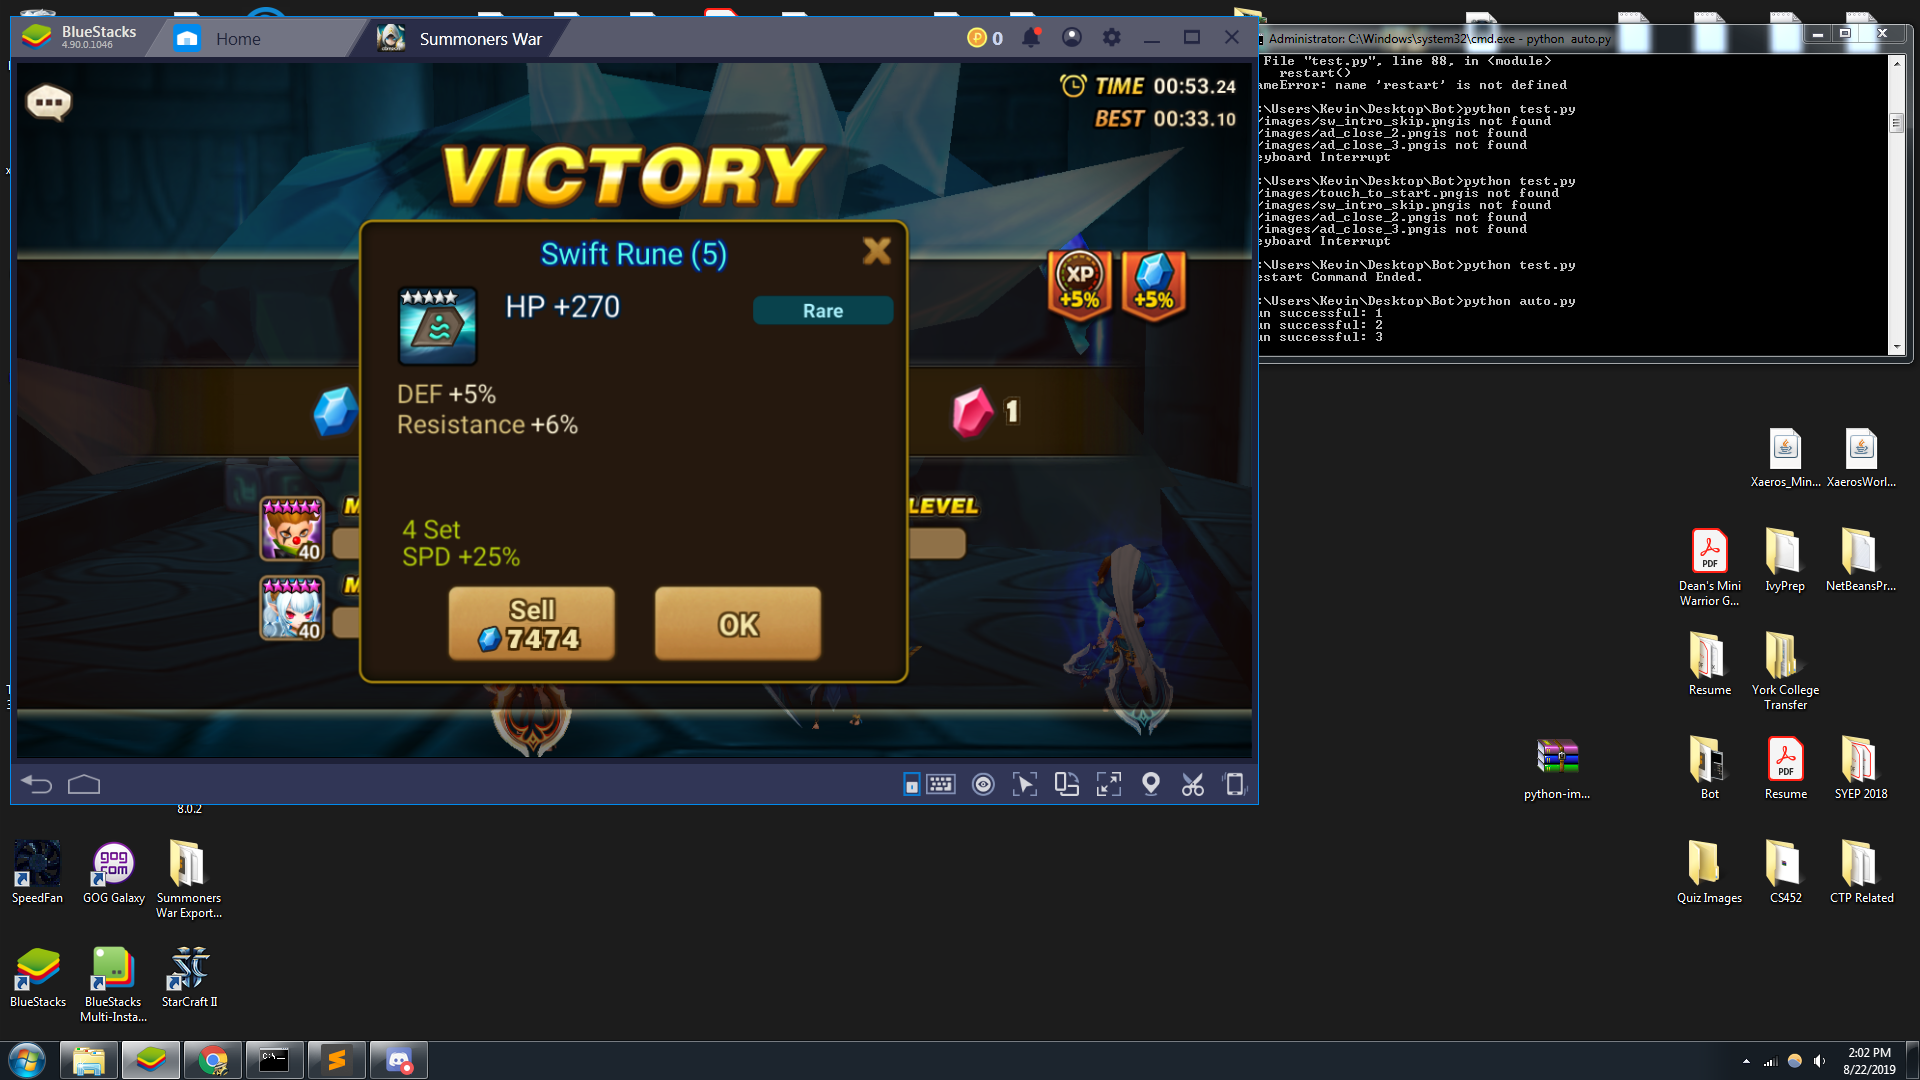 BlueStacks
4.90.0.1046
Home
Summoners War
0
TIME 00:53.24
BEST 00:33.10
VICTORY
Swift Rune (5)
HP +270
Rare
DEF +5%
Resistance +6%
4 Set
SPD +25%
Sell
7474
OK
XP
+5%
+5%
1
LEVEL
M
40
M
40
Administrator: C:\Windows\system32\cmd.exe - python auto.py
File "test.py", line 88, in <module>
restart()
ameError: name 'restart' is not defined
:\Users\Kevin\Desktop\Bot>python test.py
/images/sw_intro_skip.pngis not found
/images/ad_close_2.pngis not found
/images/ad_close_3.pngis not found
eyboard Interrupt
:\Users\Kevin\Desktop\Bot>python test.py
/images/touch_to_start.pngis not found
/images/sw_intro_skip.pngis not found
/images/ad_close_2.pngis not found
/images/ad_close_3.pngis not found
eyboard Interrupt
:\Users\Kevin\Desktop\Bot>python test.py
estart Command Ended.
:\Users\Kevin\Desktop\Bot>python auto.py
un successful: 1
un successful: 2
un successful: 3
Xaeros_Min...
XaerosWorl...
PDF
Dean's Mini
Warrior G...
IvyPrep
NetBeansPr...
Resume
York College
Transfer
python-im...
Bot
PDF
Resume
SYEP 2018
Quiz Images
CS452
CTP Related
8.0.2
SpeedFan
gog
com
GOG Galaxy
Summoners
War Export...
BlueStacks
BlueStacks
Multi-Insta...
StarCraft II
2:02 PM
8/22/2019